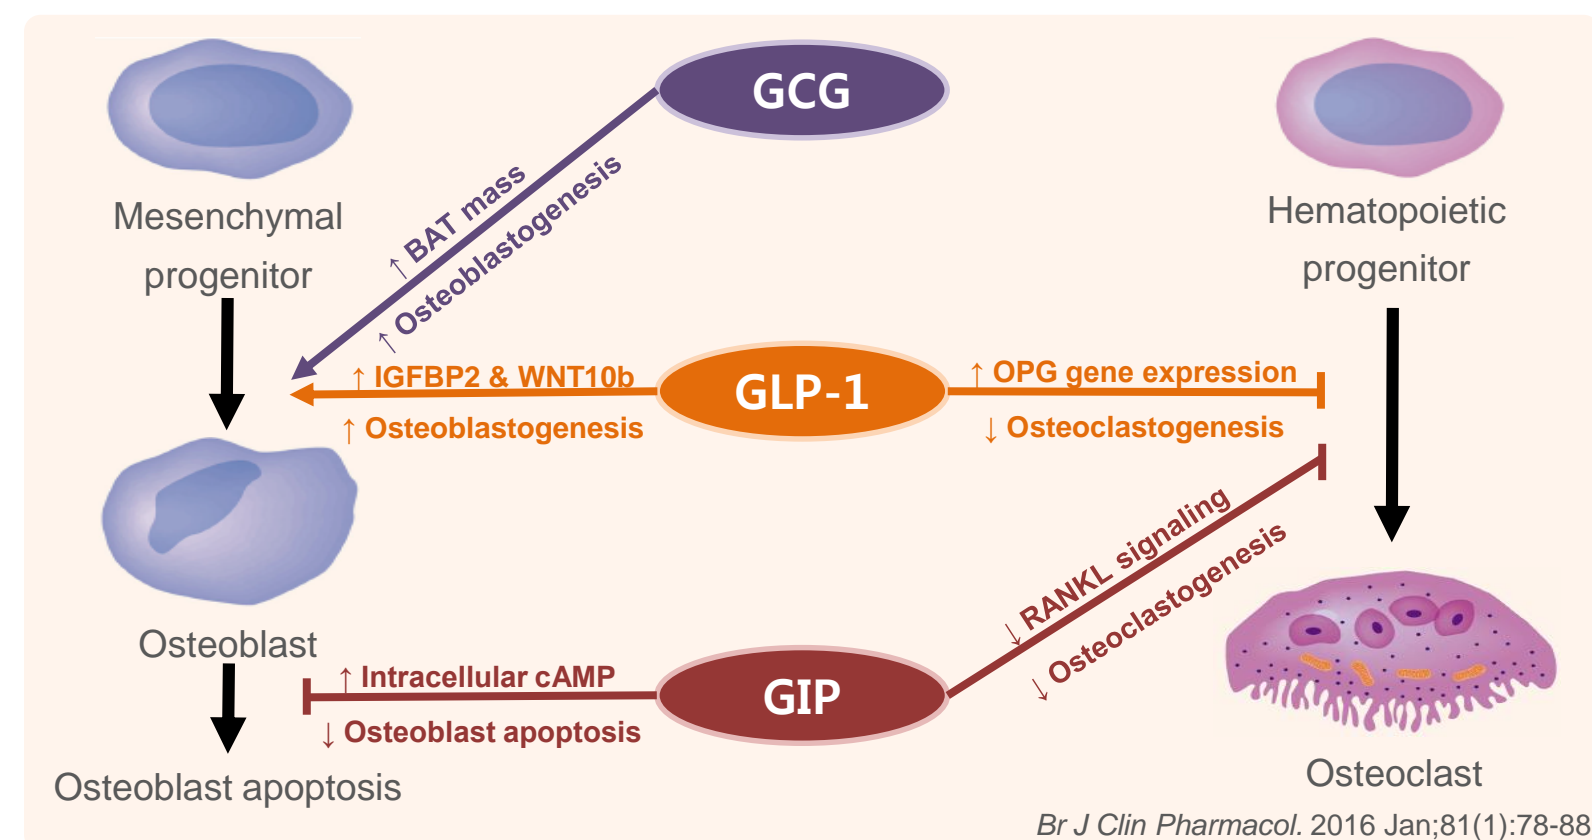 GCG
Mesenchymal
progenitor
↑ BAT mass
↑ Osteoblastogenesis
Hematopoietic
progenitor
↑ IGFBP2 & WNT10b
↑ Osteoblastogenesis
GLP-1
↑ OPG gene expression
↓ Osteoclastogenesis
Osteoblast
↑ Intracellular cAMP
↓ Osteoblast apoptosis
GIP
↓ RANKL signaling
↓ Osteoclastogenesis
Osteoblast apoptosis
Osteoclast
Br J Clin Pharmacol. 2016 Jan;81(1):78-88